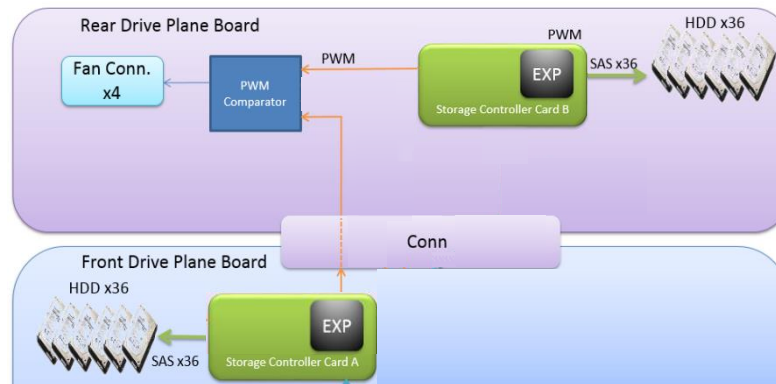 Rear Drive Plane Board
HDD x36
PWM
Fan Conn.
x4
PWM
Comparator
PWM
EXP
SAS x36
Storage Controller Card B
Conn
Front Drive Plane Board
HDD x36
EXP
SAS x36
Storage Controller Card A